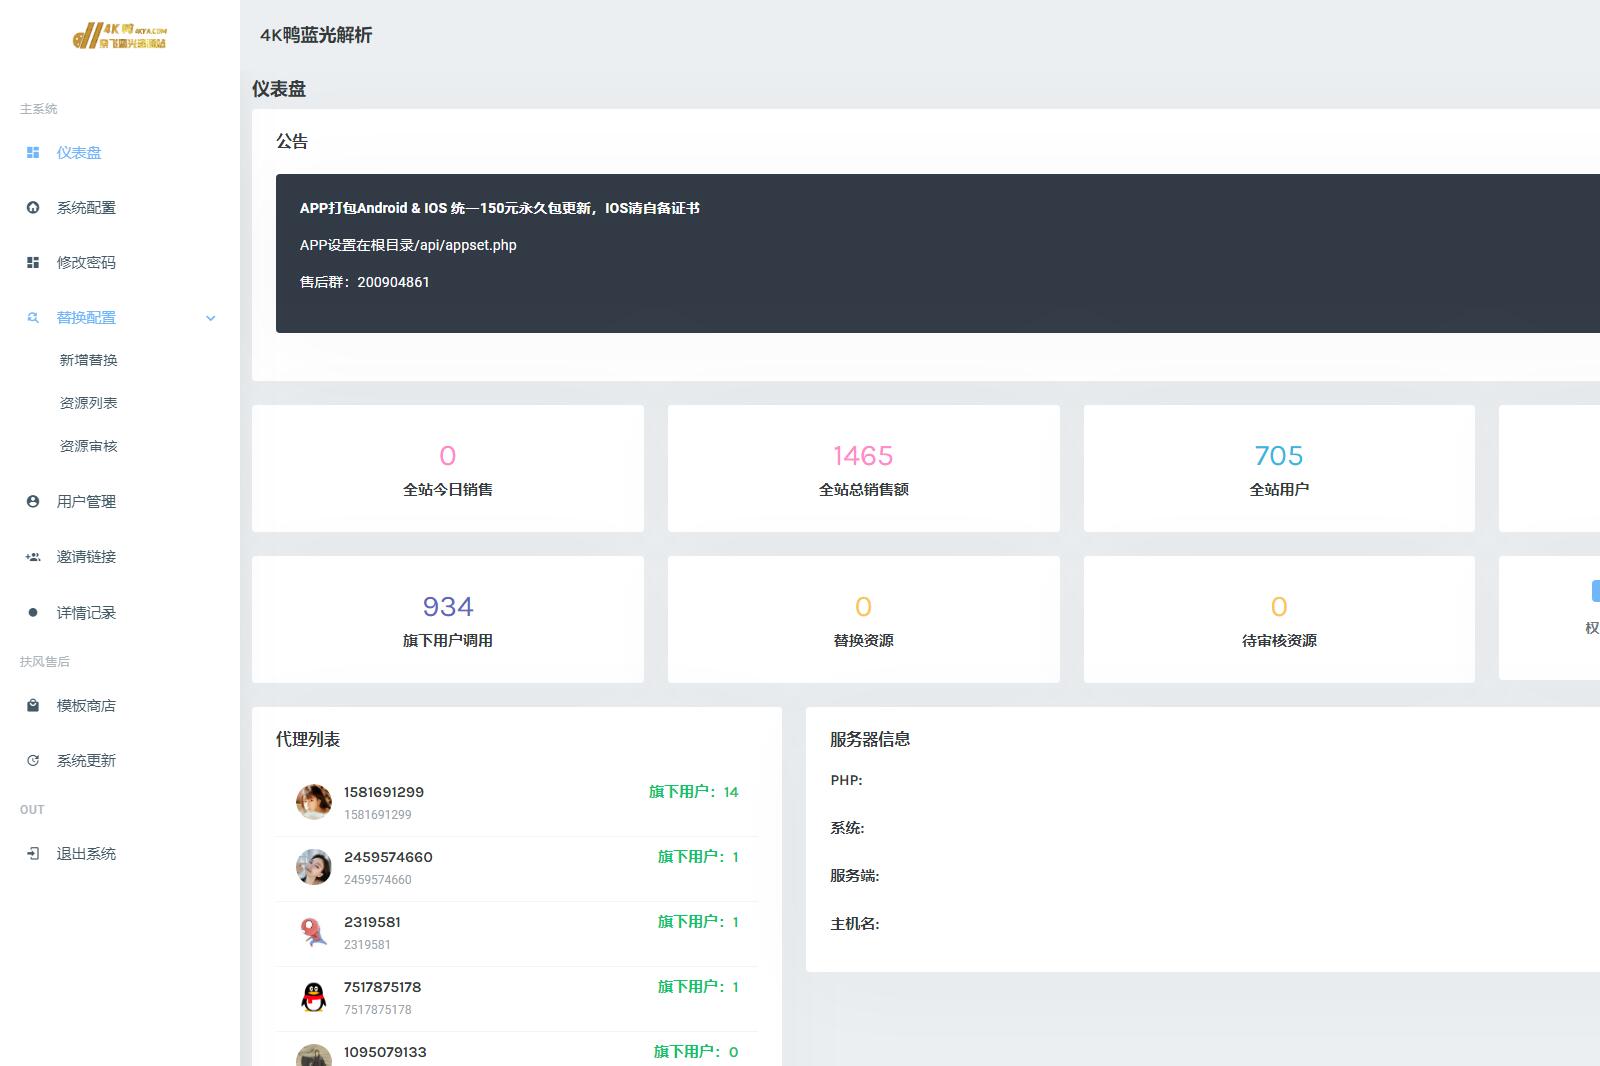 4K鸭 4KYA.COM
4K鸭蓝光解析
仪表盘
主系统
仪表盘
系统配置
修改密码
替换配置
新增替换
资源列表
资源审核
用户管理
邀请链接
详情记录
扶风售后
模板商店
系统更新
OUT
退出系统
公告
APP打包Android & IOS 统一150元永久包更新，IOS请自备证书
APP设置在根目录/api/appset.php
售后群：200904861
0
全站今日销售
1465
全站总销售额
705
全站用户
934
旗下用户调用
0
替换资源
0
待审核资源
权
代理列表
1581691299
旗下用户：14
1581691299
2459574660
旗下用户：1
2459574660
2319581
旗下用户：1
2319581
7517875178
旗下用户：1
7517875178
1095079133
旗下用户：0
服务器信息
PHP:
系统:
服务端:
主机名: